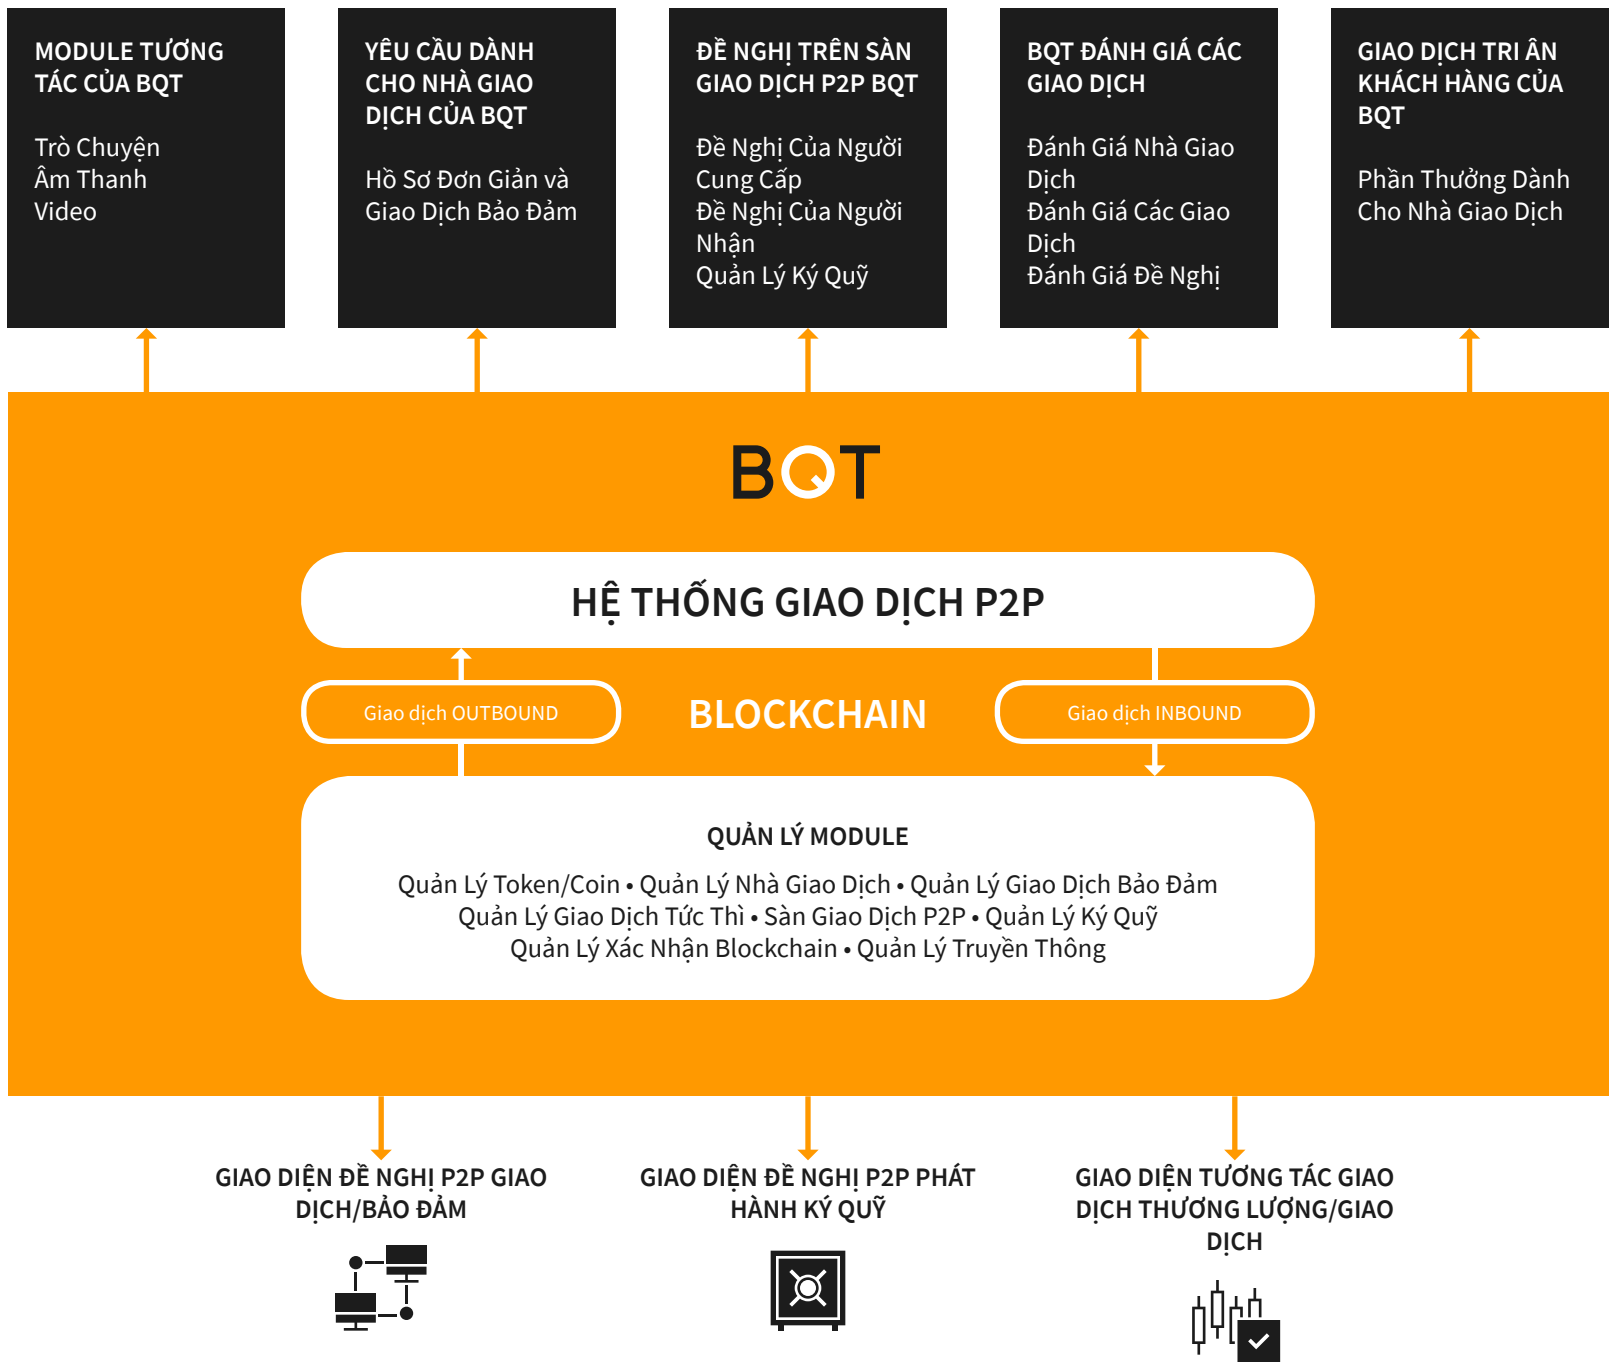 MODULE TƯƠNG
TÁC CỦA BQT
Trò Chuyện
Âm Thanh
Video
YÊU CẦU DÀNH
CHO NHÀ GIAO
DỊCH CỦA BQT
Hồ Sơ Đơn Giản và
Giao Dịch Bảo Đảm
ĐỀ NGHỊ TRÊN SÀN
GIAO DỊCH P2P BQT
Đề Nghị Của Người
Cung Cấp
Đề Nghị Của Người
Nhận
Quản Lý Ký Quỹ
BQT ĐÁNH GIÁ CÁC
GIAO DỊCH
Đánh Giá Nhà Giao
Dịch
Đánh Giá Các Giao
Dịch
Đánh Giá Đề Nghị
GIAO DỊCH TRI ÂN
KHÁCH HÀNG CỦA
BQT
Phần Thưởng Dành
Cho Nhà Giao Dịch
BQT
HỆ THỐNG GIAO DỊCH P2P
Giao dịch OUTBOUND
BLOCKCHAIN
Giao dịch INBOUND
QUẢN LÝ MODULE
Quản Lý Token/Coin • Quản Lý Nhà Giao Dịch • Quản Lý Giao Dịch Bảo Đảm
Quản Lý Giao Dịch Tức Thì • Sàn Giao Dịch P2P • Quản Lý Ký Quỹ
Quản Lý Xác Nhận Blockchain • Quản Lý Truyền Thông
GIAO DIỆN ĐỀ NGHỊ P2P GIAO
DỊCH/BẢO ĐẢM
GIAO DIỆN ĐỀ NGHỊ P2P PHÁT
HÀNH KÝ QUỸ
GIAO DIỆN TƯƠNG TÁC GIAO
DỊCH THƯƠNG LƯỢNG/GIAO
DỊCH